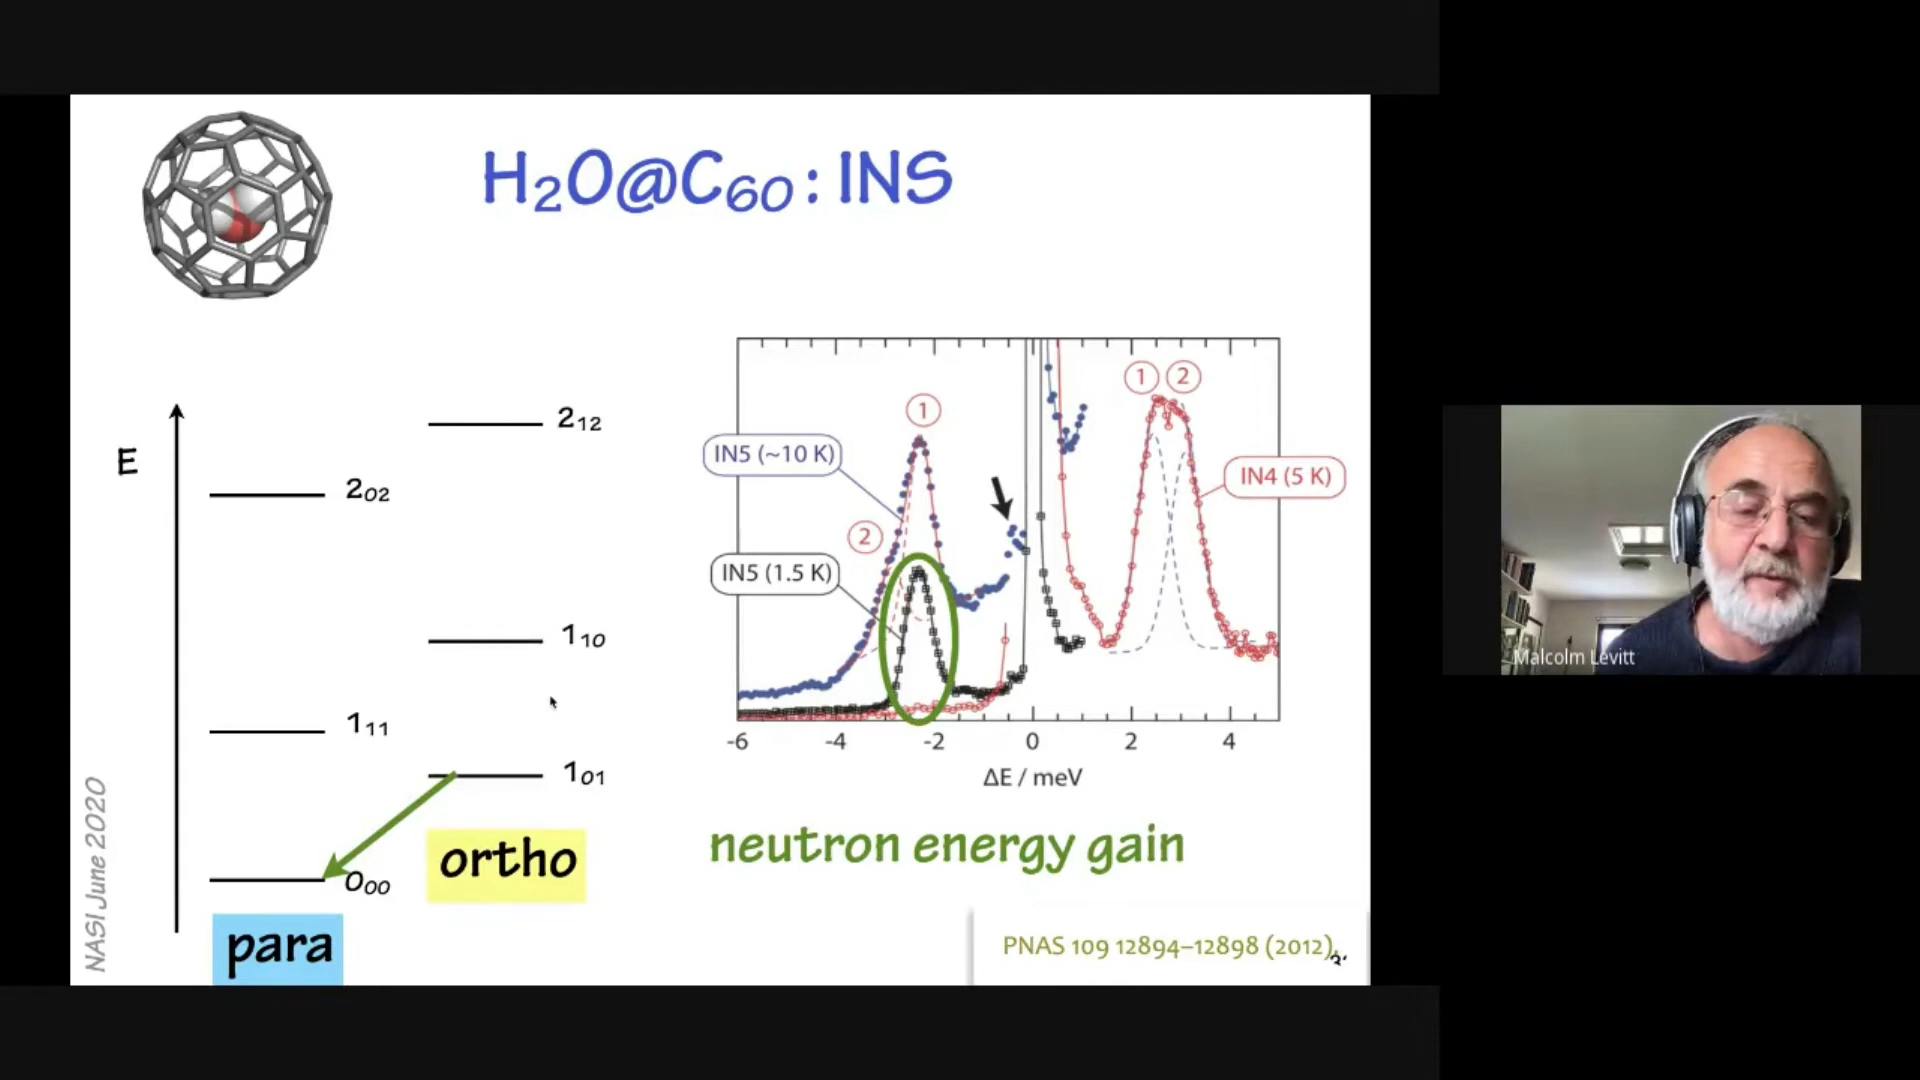 H₂O@C₆₀ : INS
E
2₁₂
2₀₂
1₁₀
1₁₁
1₀₁
0₀₀
ortho
para
1
1 2
IN5 (~10 K)
IN4 (5 K)
2
IN5 (1.5 K)
-6 -4 -2 0 2 4
ΔE / meV
neutron energy gain
PNAS 109 12894–12898 (2012)
NASI June 2020
Malcolm Levitt